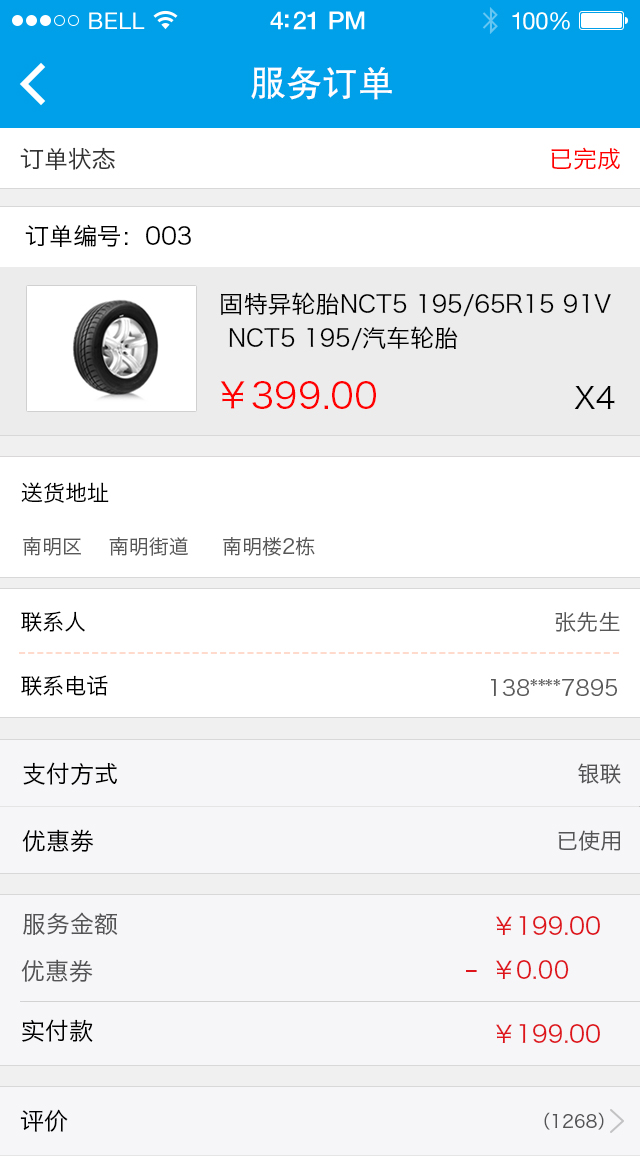 BELL 4:21 PM 100%
服务订单
订单状态 已完成
订单编号：003
固特异轮胎NCT5 195/65R15 91V
NCT5 195/汽车轮胎
￥399.00 X4
送货地址
南明区 南明街道 南明楼2栋
联系人 张先生
联系电话 138****7895
支付方式 银联
优惠券 已使用
服务金额 ￥199.00
优惠券 - ￥0.00
实付款 ￥199.00
评价 (1268)